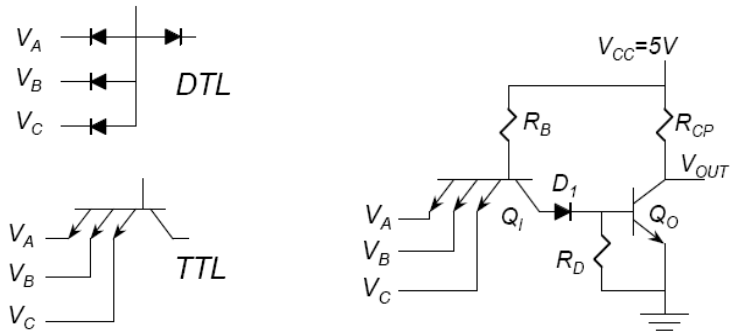 V_A
V_B
V_C
DTL
V_A
V_B
V_C
TTL
V_CC=5V
R_B
R_CP
V_OUT
D_1
V_A
Q_I
Q_O
V_B
R_D
V_C